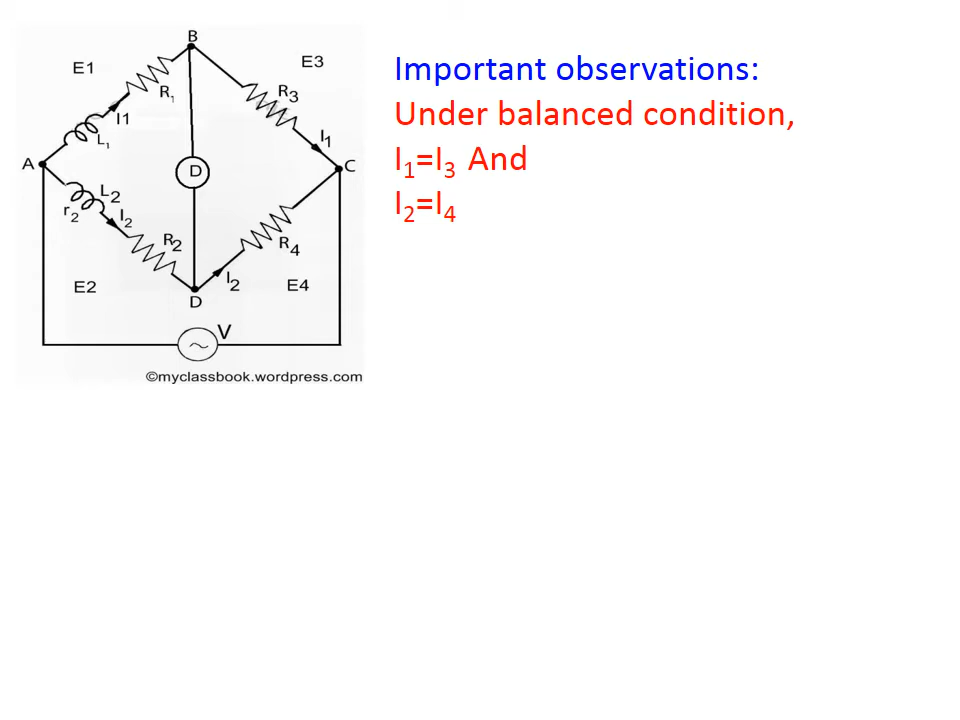 B
E1
E3
R1
R3
I1
L1
I1
A
D
C
L2
r2
I2
R2
R4
E2
I2
E4
D
V
©myclassbook.wordpress.com
Important observations:
Under balanced condition,
I1=I3 And
I2=I4